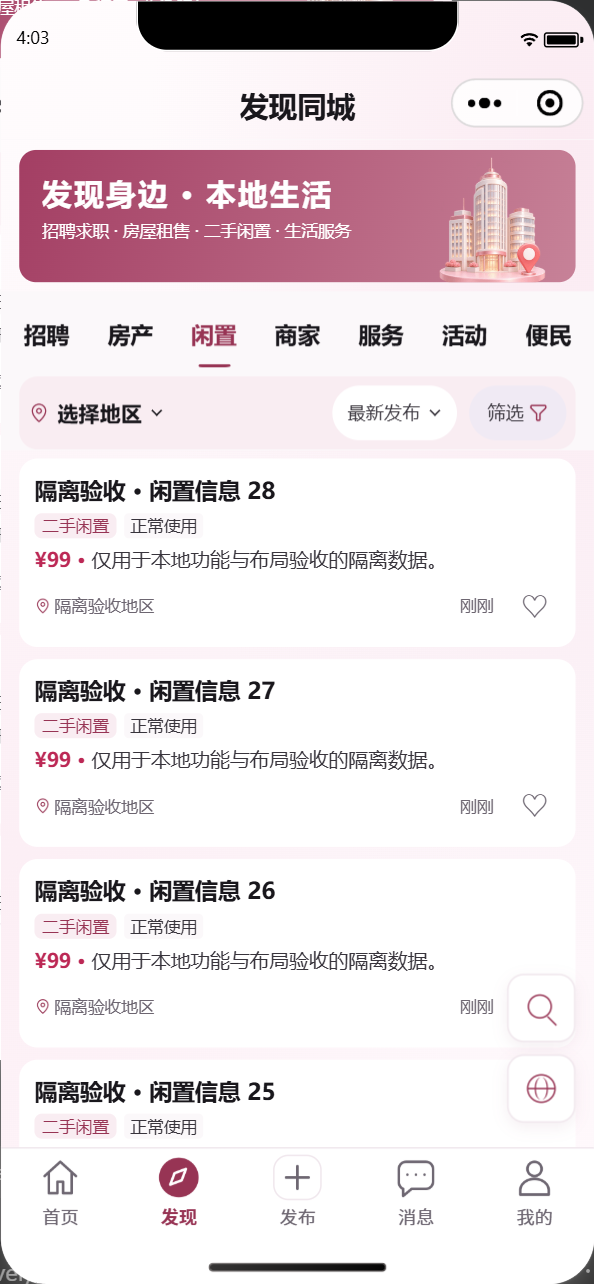 4:03
发现同城
发现身边 · 本地生活
招聘求职 · 房屋租售 · 二手闲置 · 生活服务
招聘 房产 闲置 商家 服务 活动 便民
选择地区 最新发布 筛选
隔离验收 • 闲置信息 28
二手闲置 正常使用
¥99 • 仅用于本地功能与布局验收的隔离数据。
隔离验收地区 刚刚
隔离验收 • 闲置信息 27
二手闲置 正常使用
¥99 • 仅用于本地功能与布局验收的隔离数据。
隔离验收地区 刚刚
隔离验收 • 闲置信息 26
二手闲置 正常使用
¥99 • 仅用于本地功能与布局验收的隔离数据。
隔离验收地区 刚刚
隔离验收 • 闲置信息 25
二手闲置 正常使用
首页 发现 发布 消息 我的